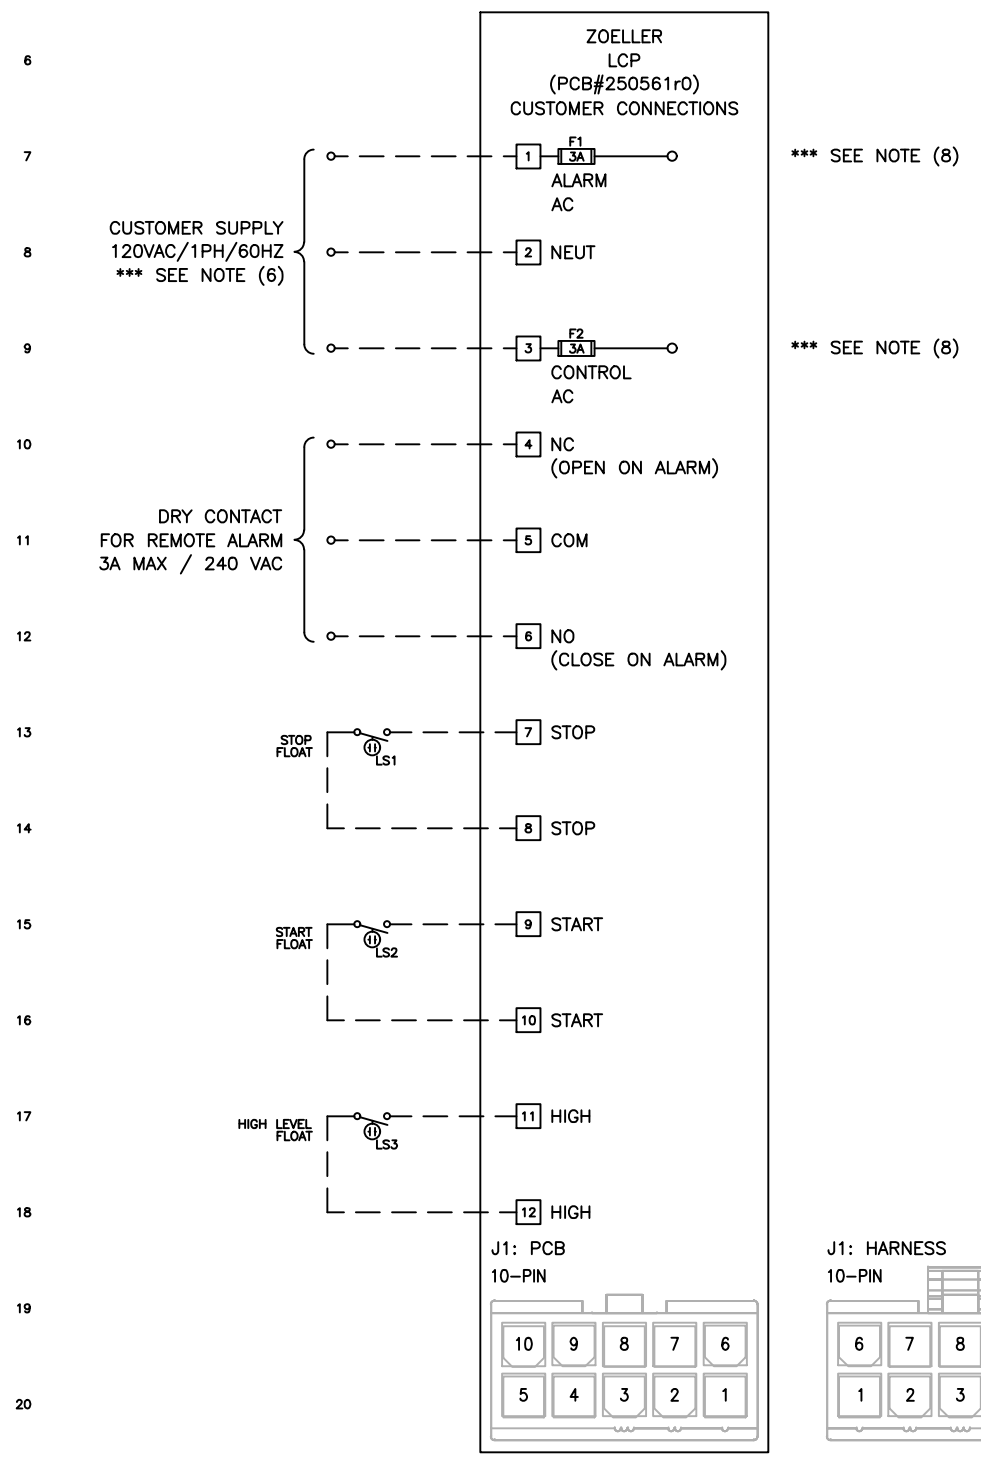 6
ZOELLER
LCP
(PCB#250561r0)
CUSTOMER CONNECTIONS
7
1
F1
3A
*** SEE NOTE (8)
ALARM
AC
CUSTOMER SUPPLY
120VAC/1PH/60HZ
*** SEE NOTE (6)
8
2 NEUT
9
3
F2
3A
*** SEE NOTE (8)
CONTROL
AC
10
4 NC
(OPEN ON ALARM)
DRY CONTACT
FOR REMOTE ALARM
3A MAX / 240 VAC
11
5 COM
12
6 NO
(CLOSE ON ALARM)
13
STOP
FLOAT
LS1
7 STOP
14
8 STOP
15
START
FLOAT
LS2
9 START
16
10 START
17
HIGH LEVEL
FLOAT
LS3
11 HIGH
18
12 HIGH
J1: PCB
10-PIN
J1: HARNESS
10-PIN
19
10 9 8 7 6
6 7 8
20
5 4 3 2 1
1 2 3